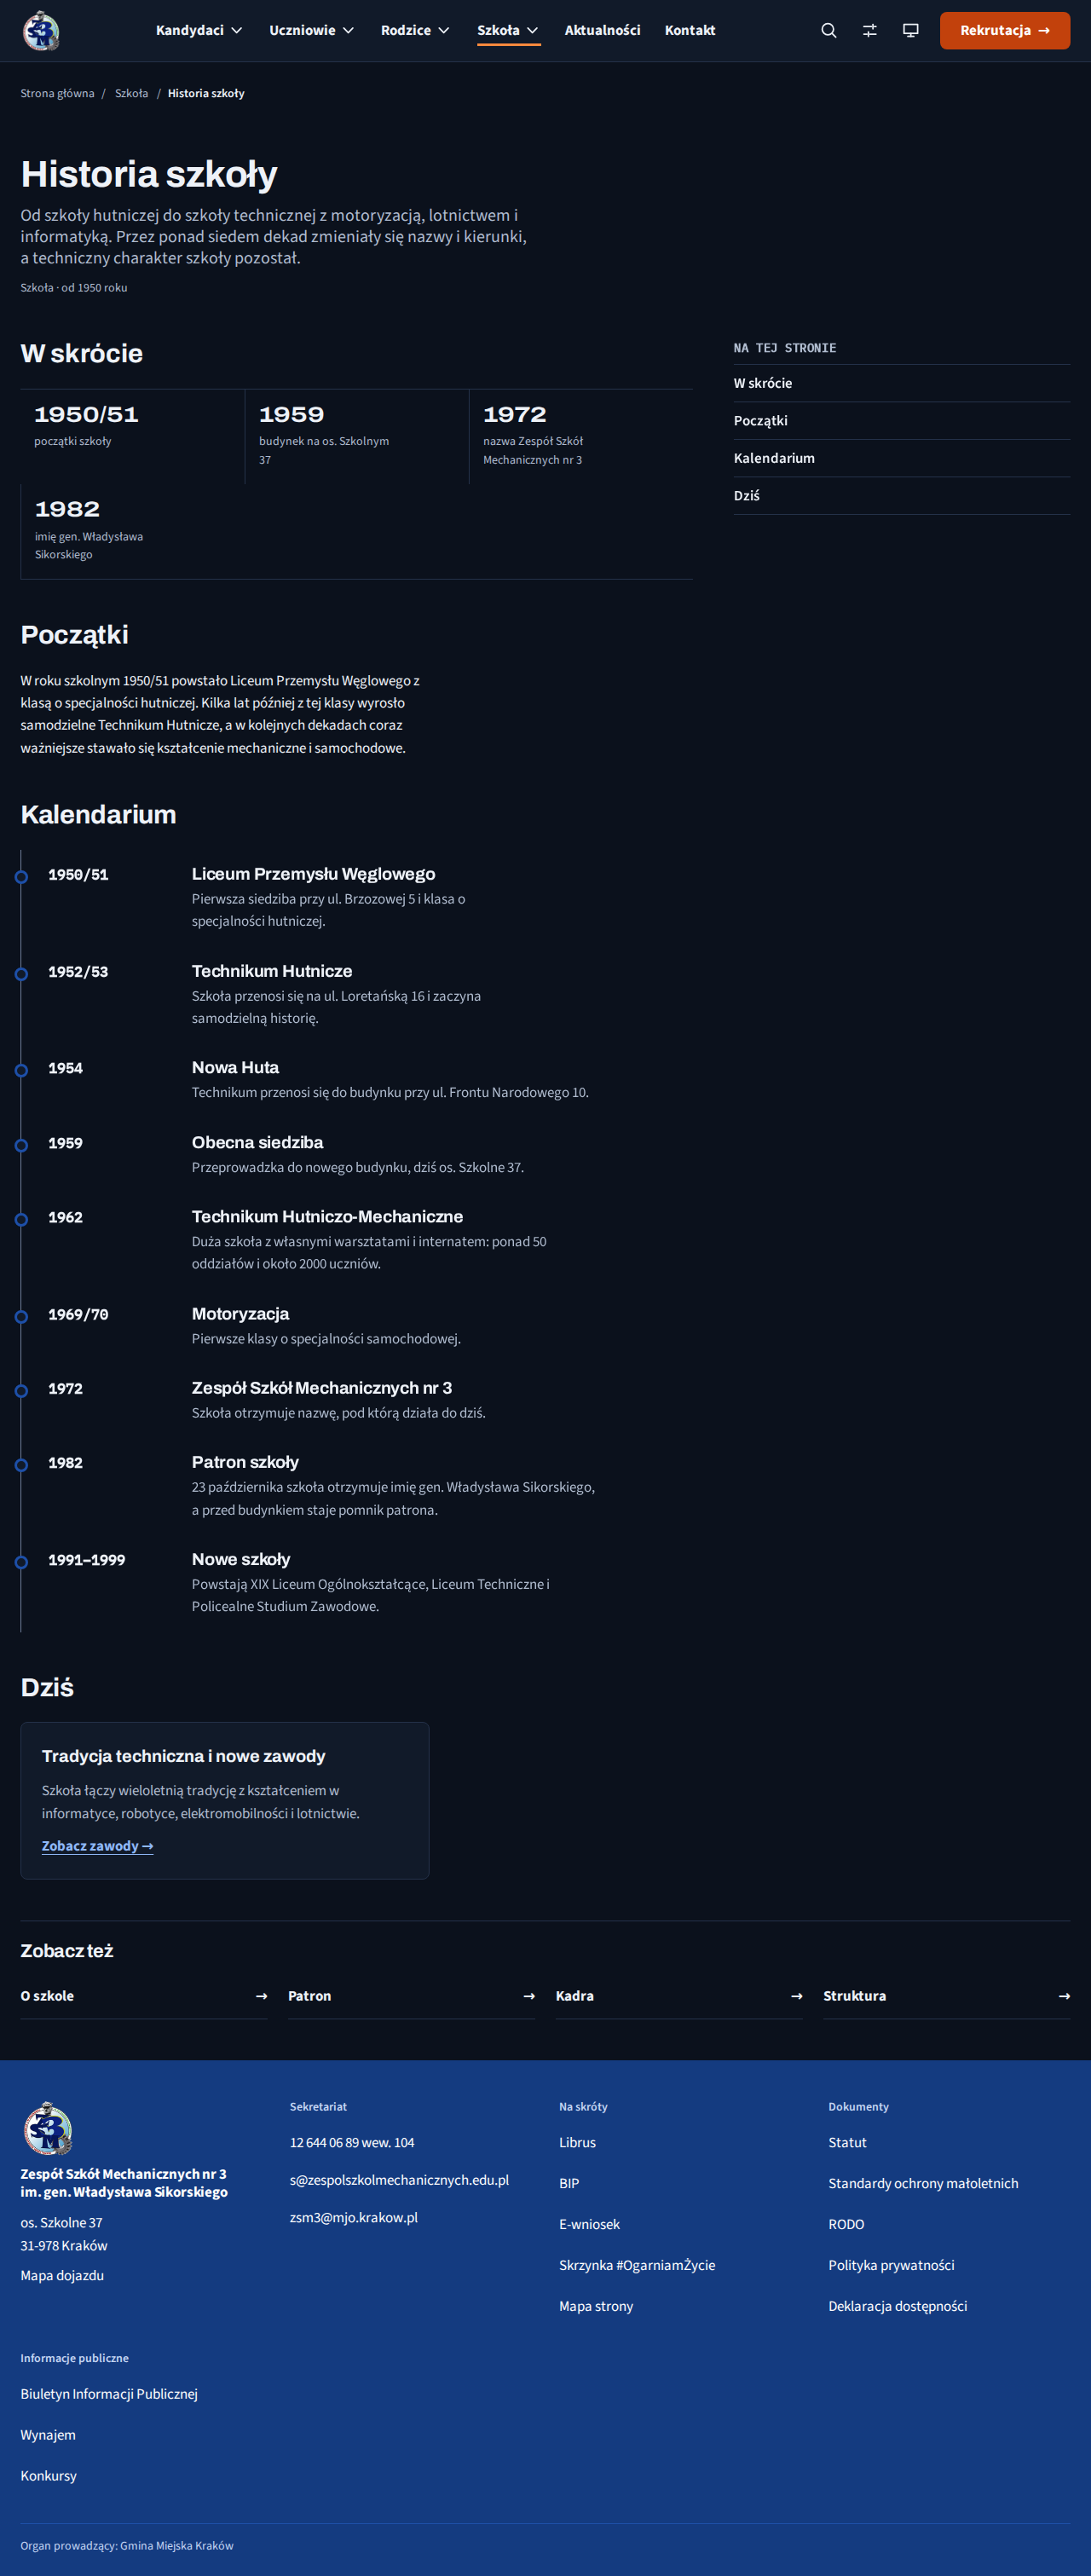 Kandydaci
Uczniowie
Rodzice
Szkoła
Aktualności
Kontakt
Rekrutacja →
Strona główna / Szkoła / Historia szkoły
Historia szkoły
Od szkoły hutniczej do szkoły technicznej z motoryzacją, lotnictwem i
informatyką. Przez ponad siedem dekad zmieniały się nazwy i kierunki,
a techniczny charakter szkoły pozostał.
Szkoła · od 1950 roku
W skrócie
1950/51
początki szkoły
1959
budynek na os. Szkolnym
37
1972
nazwa Zespół Szkół
Mechanicznych nr 3
1982
imię gen. Władysława
Sikorskiego
NA TEJ STRONIE
W skrócie
Początki
Kalendarium
Dziś
Początki
W roku szkolnym 1950/51 powstało Liceum Przemysłu Węglowego z
klasą o specjalności hutniczej. Kilka lat później z tej klasy wyrosło
samodzielne Technikum Hutnicze, a w kolejnych dekadach coraz
ważniejsze stawało się kształcenie mechaniczne i samochodowe.
Kalendarium
1950/51
Liceum Przemysłu Węglowego
Pierwsza siedziba przy ul. Brzozowej 5 i klasa o
specjalności hutniczej.
1952/53
Technikum Hutnicze
Szkoła przenosi się na ul. Loretańską 16 i zaczyna
samodzielną historię.
1954
Nowa Huta
Technikum przenosi się do budynku przy ul. Frontu Narodowego 10.
1959
Obecna siedziba
Przeprowadzka do nowego budynku, dziś os. Szkolne 37.
1962
Technikum Hutniczo-Mechaniczne
Duża szkoła z własnymi warsztatami i internatem: ponad 50
oddziałów i około 2000 uczniów.
1969/70
Motoryzacja
Pierwsze klasy o specjalności samochodowej.
1972
Zespół Szkół Mechanicznych nr 3
Szkoła otrzymuje nazwę, pod którą działa do dziś.
1982
Patron szkoły
23 października szkoła otrzymuje imię gen. Władysława Sikorskiego,
a przed budynkiem staje pomnik patrona.
1991–1999
Nowe szkoły
Powstają XIX Liceum Ogólnokształcące, Liceum Techniczne i
Policealne Studium Zawodowe.
Dziś
Tradycja techniczna i nowe zawody
Szkoła łączy wieloletnią tradycję z kształceniem w
informatyce, robotyce, elektromobilności i lotnictwie.
Zobacz zawody →
Zobacz też
O szkole →
Patron →
Kadra →
Struktura →
Zespół Szkół Mechanicznych nr 3
im. gen. Władysława Sikorskiego
os. Szkolne 37
31-978 Kraków
Mapa dojazdu
Sekretariat
12 644 06 89 wew. 104
s@zespolszkolmechanicznych.edu.pl
zsm3@mjo.krakow.pl
Na skróty
Librus
BIP
E-wniosek
Skrzynka #OgarniamŻycie
Mapa strony
Dokumenty
Statut
Standardy ochrony małoletnich
RODO
Polityka prywatności
Deklaracja dostępności
Informacje publiczne
Biuletyn Informacji Publicznej
Wynajem
Konkursy
Organ prowadzący: Gmina Miejska Kraków